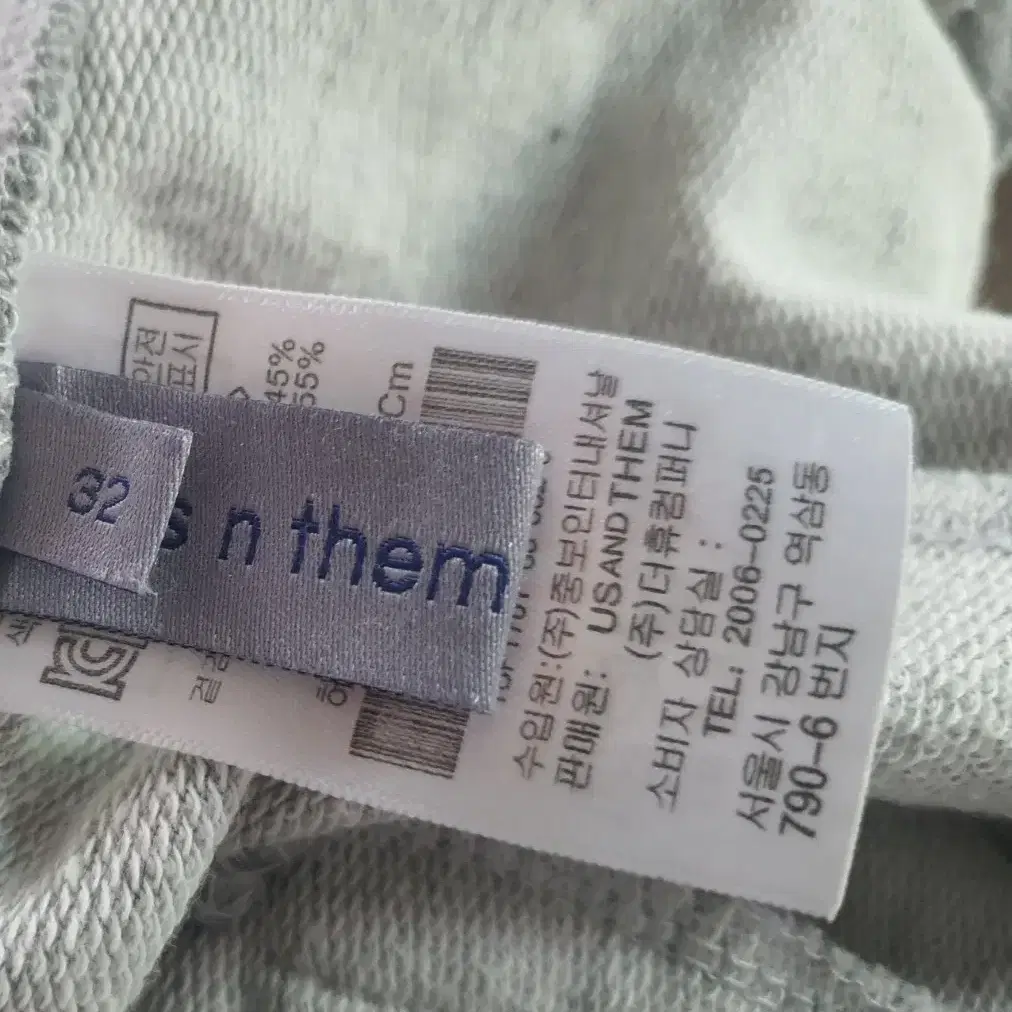 32
s n them
안전
표시
45%
55%
Cm
수입원:(주)중보인터내셔날
판매원: USANDTHEM
(주)더휴컴퍼니
소비자 상담실 :
TEL: 2006-0225
서울시 강남구 역삼동
790-6 번지